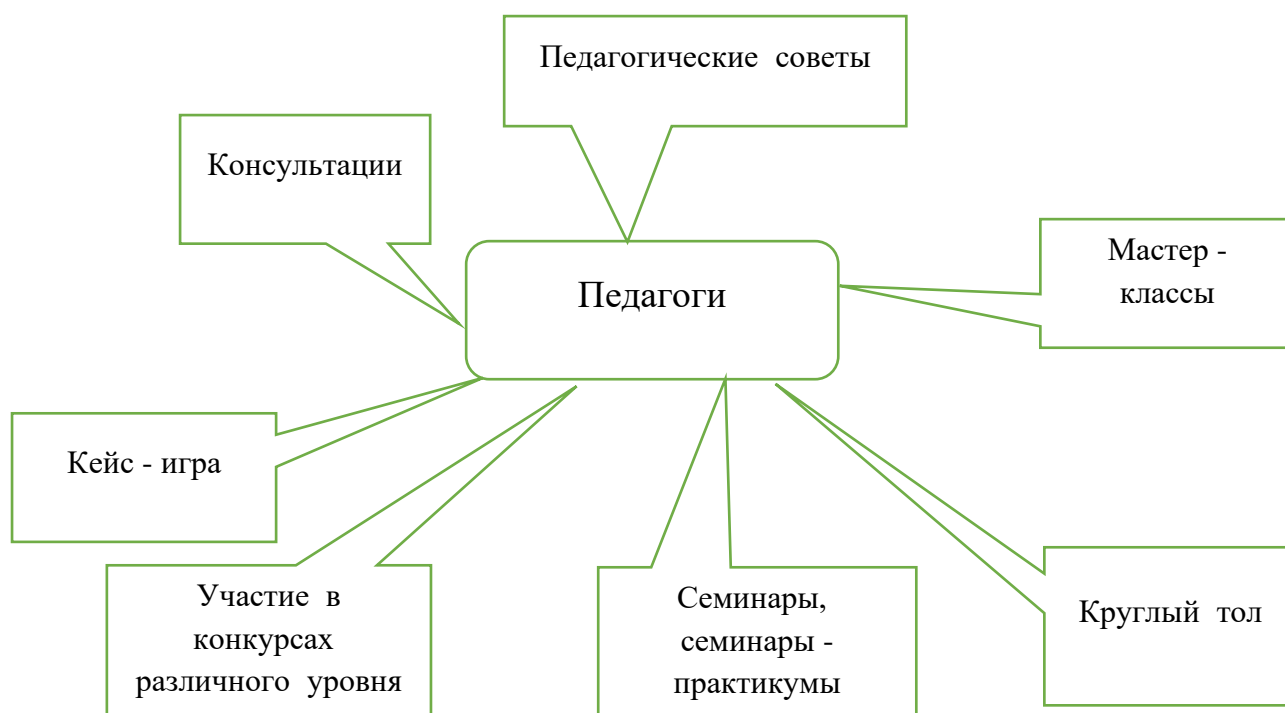 Педагогические советы
Консультации
Мастер -
классы
Педагоги
Кейс - игра
Участие в
конкурсах
различного уровня
Семинары,
семинары -
практикумы
Круглый тол